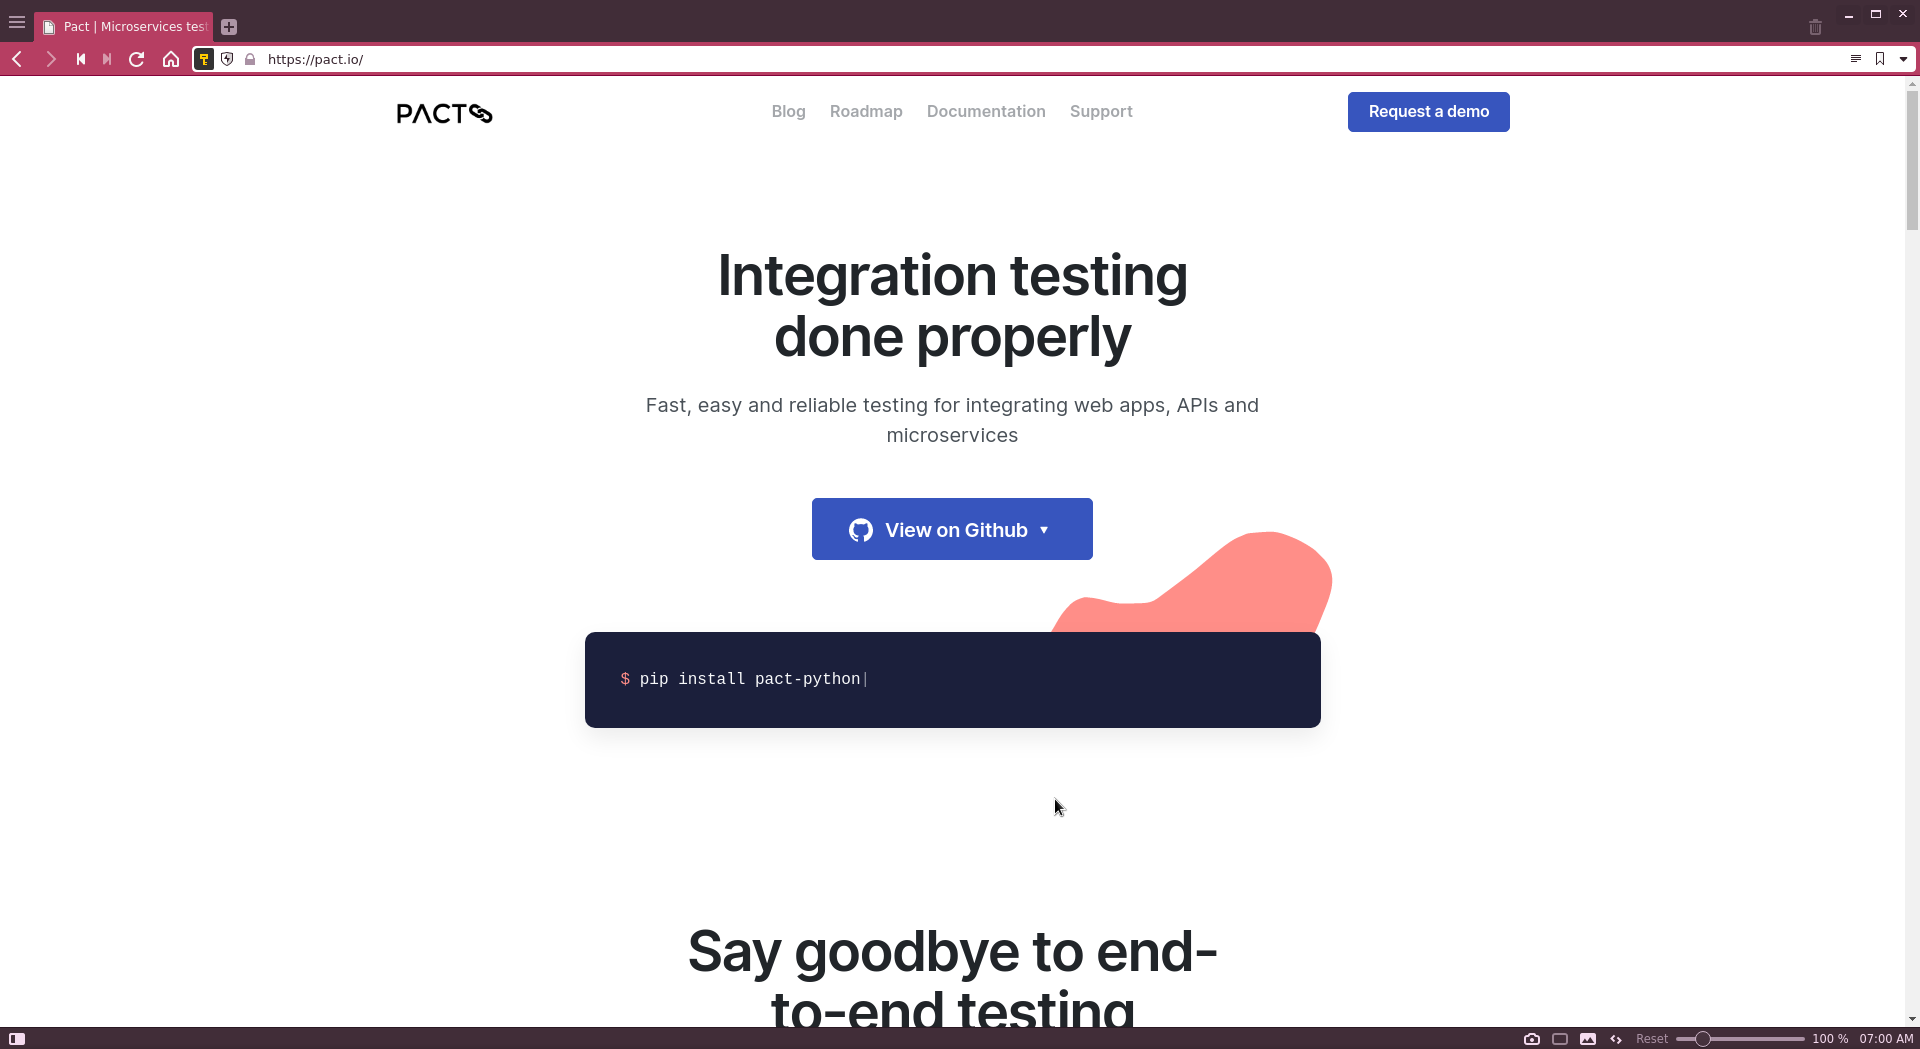 Pact | Microservices test
https://pact.io/
PACT
Blog
Roadmap
Documentation
Support
Request a demo
Integration testing
done properly
Fast, easy and reliable testing for integrating web apps, APIs and
microservices
View on Github
$ pip install pact-python
Say goodbye to end-
to-end testing
Reset
100 %
07:00 AM